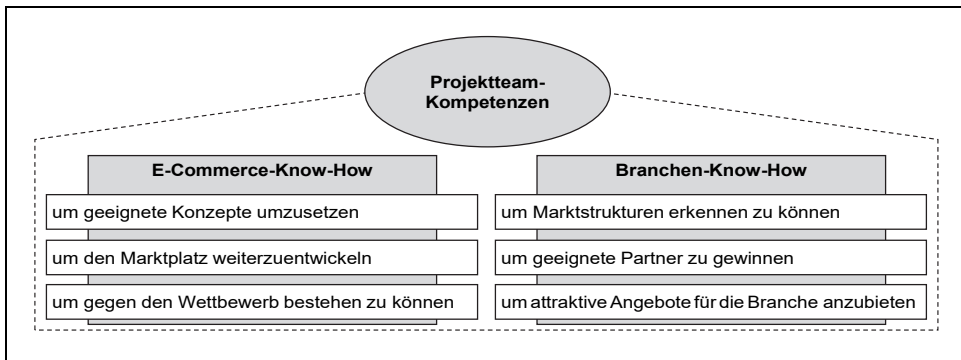 Projektteam-
Kompetenzen
E-Commerce-Know-How
um geeignete Konzepte umzusetzen
um den Marktplatz weiterzuentwickeln
um gegen den Wettbewerb bestehen zu können
Branchen-Know-How
um Marktstrukturen erkennen zu können
um geeignete Partner zu gewinnen
um attraktive Angebote für die Branche anzubieten